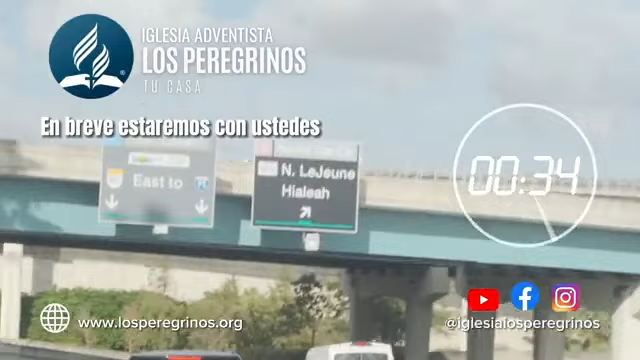 IGLESIA ADVENTISTA
LOS PEREGRINOS
TU CASA
En breve estaremos con ustedes
00:34
East to
N. LeJeune
Hialeah
www.losperegrinos.org
@iglesialosperegrinos